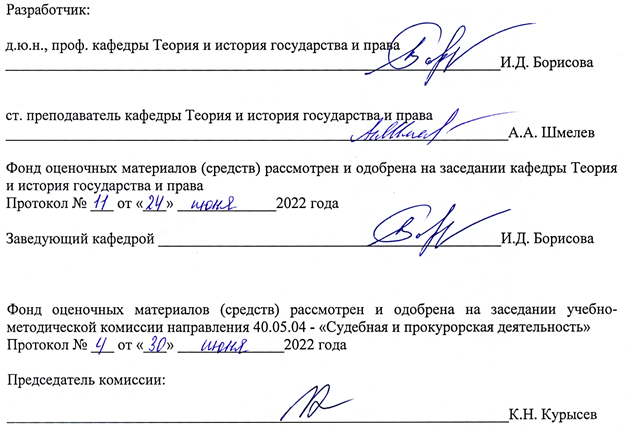 Разработчик:
д.ю.н., проф. кафедры Теория и история государства и права
И.Д. Борисова
ст. преподаватель кафедры Теория и история государства и права
А.А. Шмелев
Фонд оценочных материалов (средств) рассмотрен и одобрена на заседании кафедры Теория
и история государства и права
Протокол № 11 от «24» июня 2022 года
Заведующий кафедрой И.Д. Борисова
Фонд оценочных материалов (средств) рассмотрен и одобрена на заседании учебно-
методической комиссии направления 40.05.04 - «Судебная и прокурорская деятельность»
Протокол № 4 от «30» июня 2022 года
Председатель комиссии:
К.Н. Курысев